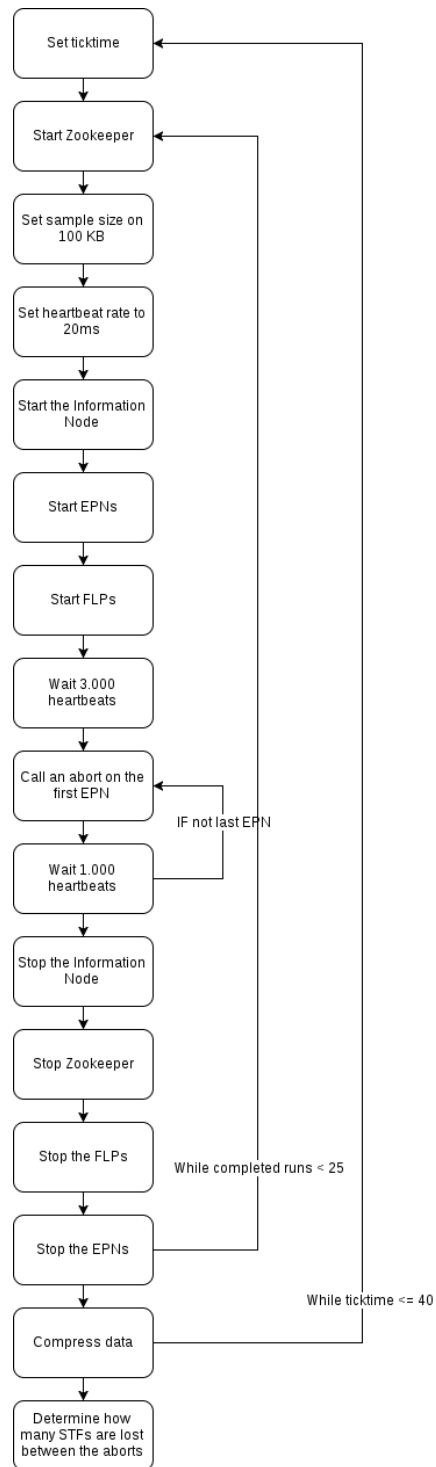 Set ticktime
Start Zookeeper
Set sample size on
100 KB
Set heartbeat rate to
20ms
Start the Information
Node
Start EPNs
Start FLPs
Wait 3.000
heartbeats
Call an abort on the
first EPN
IF not last EPN
Wait 1.000
heartbeats
Stop the Information
Node
Stop Zookeeper
Stop the FLPs
While completed runs < 25
Stop the EPNs
While ticktime <= 40
Compress data
Determine how
many STFs are lost
between the aborts